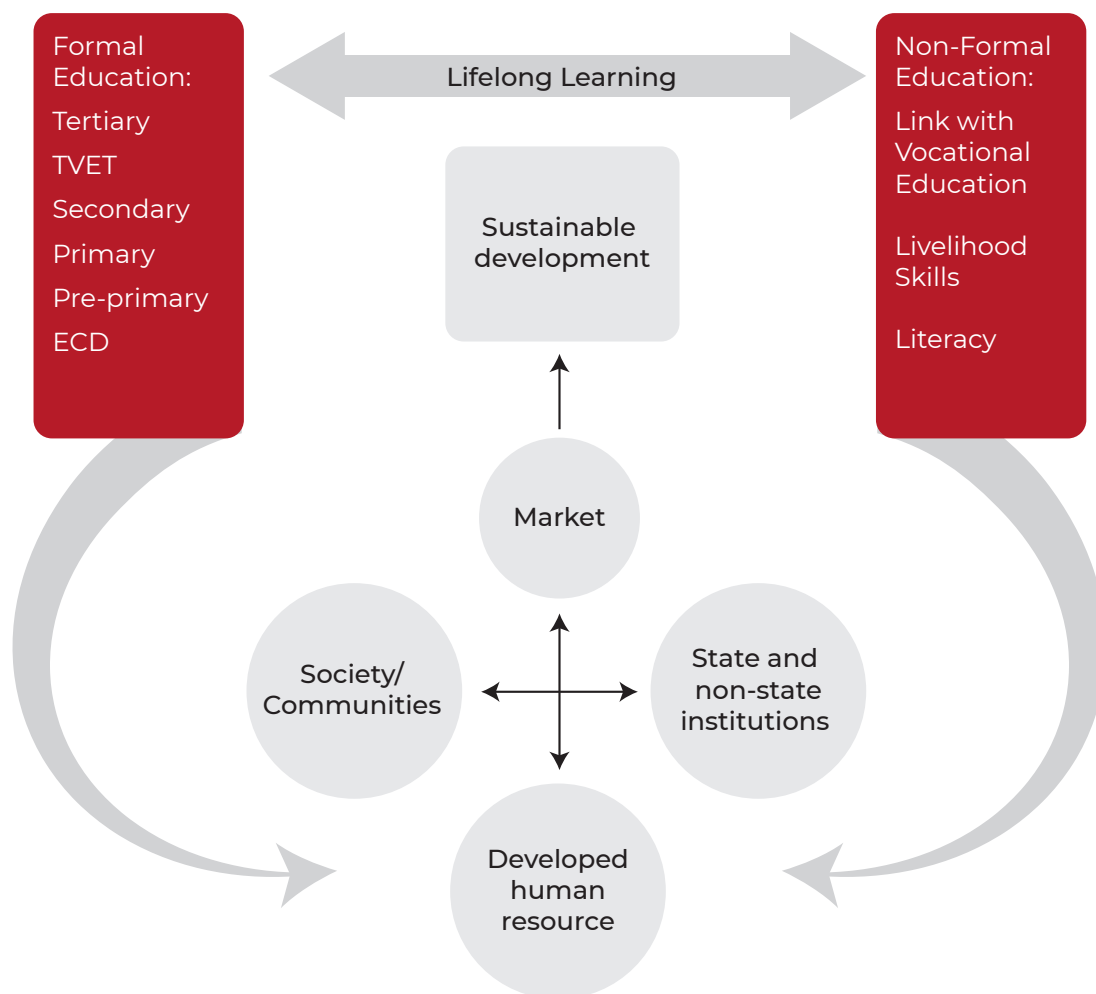 Formal
Education:
Tertiary
TVET
Secondary
Primary
Pre-primary
ECD
Lifelong Learning
Non-Formal
Education:
Link with
Vocational
Education
Livelihood
Skills
Literacy
Sustainable
development
Market
Society/
Communities
State and
non-state
institutions
Developed
human
resource